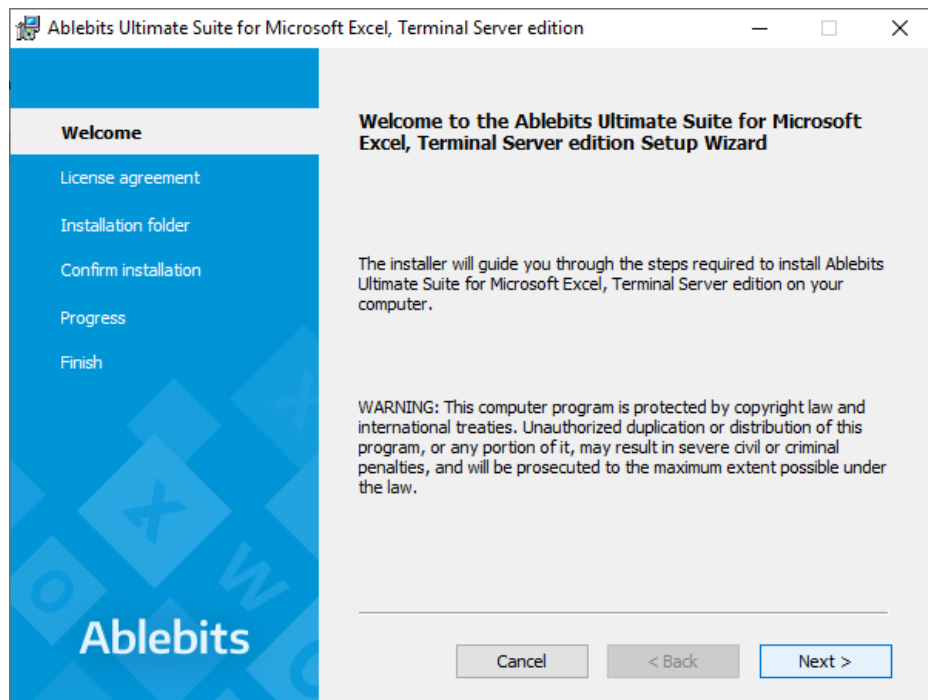 Ablebits Ultimate Suite for Microsoft Excel, Terminal Server edition
Welcome
License agreement
Installation folder
Confirm installation
Progress
Finish
X
X
W
O
Ablebits
Welcome to the Ablebits Ultimate Suite for Microsoft
Excel, Terminal Server edition Setup Wizard
The installer will guide you through the steps required to install Ablebits
Ultimate Suite for Microsoft Excel, Terminal Server edition on your
computer.
WARNING: This computer program is protected by copyright law and
international treaties. Unauthorized duplication or distribution of this
program, or any portion of it, may result in severe civil or criminal
penalties, and will be prosecuted to the maximum extent possible under
the law.
Cancel
< Back
Next >